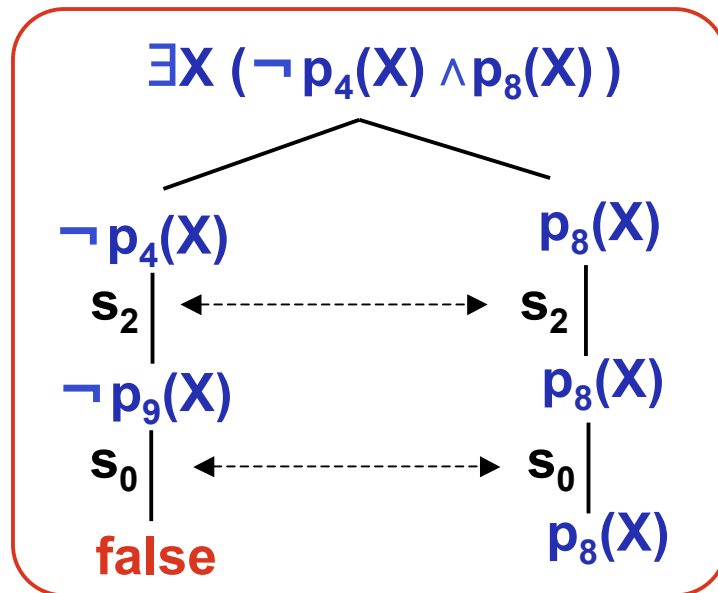 ∃X (¬p₄(X) ∧ p₈(X) )
¬p₄(X) p₈(X)
s₂ s₂
¬p₉(X) p₈(X)
s₀ s₀
false p₈(X)